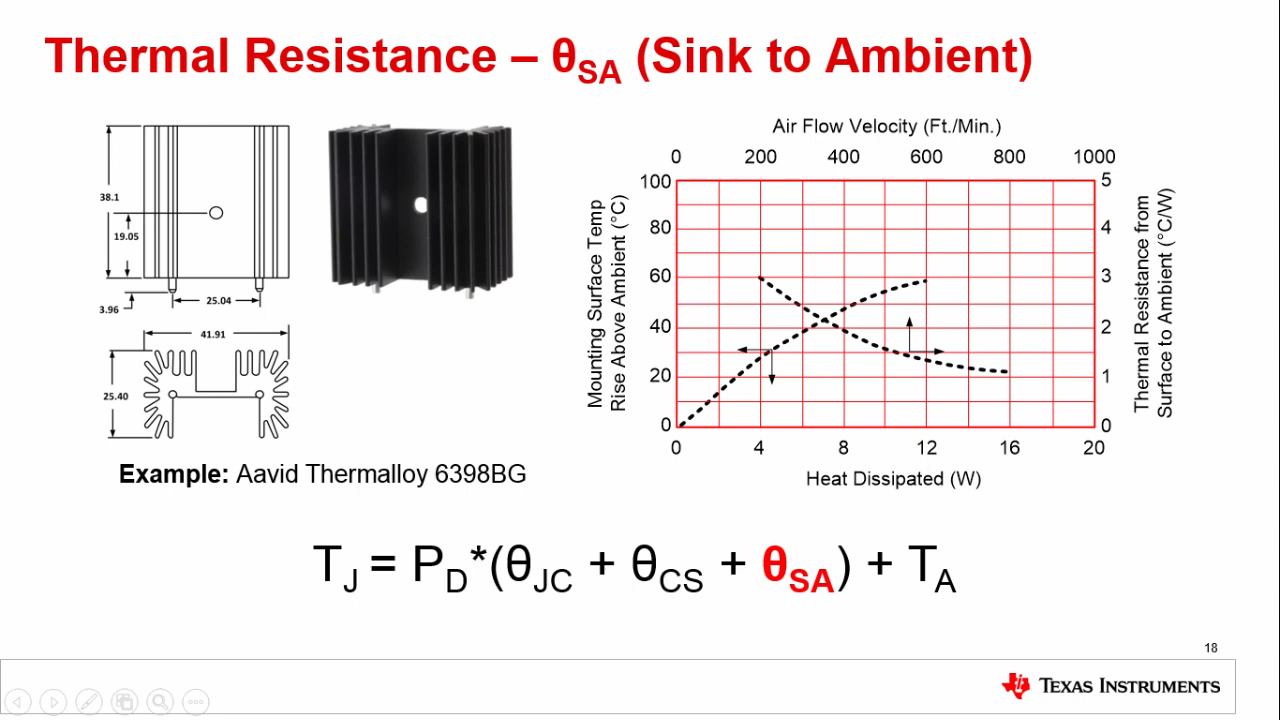 Thermal Resistance – θSA (Sink to Ambient)
38.1
19.05
3.96
25.04
41.91
25.40
Example: Aavid Thermalloy 6398BG
Air Flow Velocity (Ft./Min.)
0 200 400 600 800 1000
Mounting Surface Temp
Rise Above Ambient (°C)
100
80
60
40
20
0
5
4
3
2
1
0
Thermal Resistance from
Surface to Ambient (°C/W)
0 4 8 12 16 20
Heat Dissipated (W)
TJ = PD*(θJC + θCS + θSA) + TA
18
TEXAS INSTRUMENTS